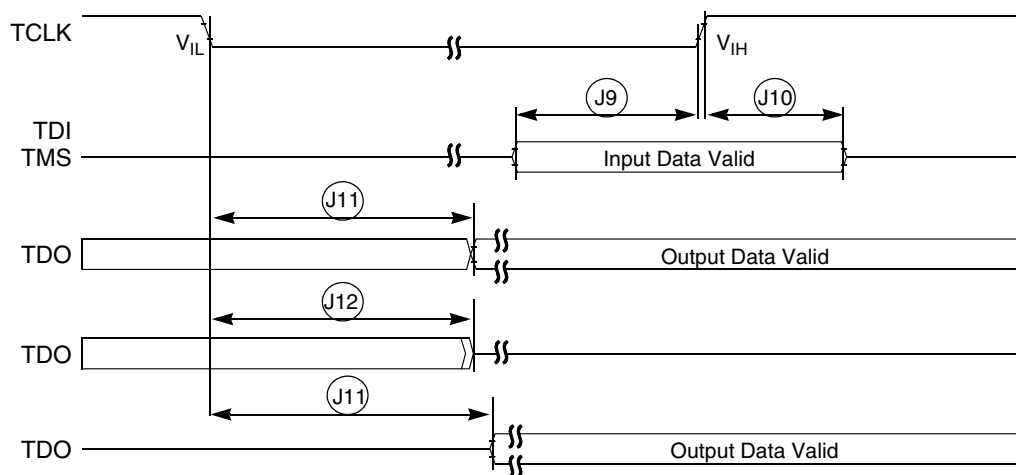 TCLK
VIL
VIH
J9
J10
TDI
TMS
Input Data Valid
J11
TDO
Output Data Valid
J12
TDO
J11
TDO
Output Data Valid